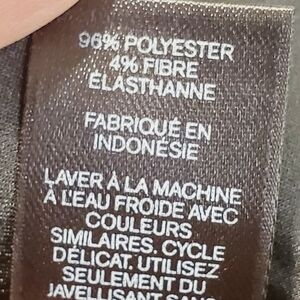 96% POLYESTER
4% FIBRE
ÉLASTHANNE
FABRIQUÉ EN
INDONÉSIE
LAVER À LA MACHINE
À L'EAU FROIDE AVEC
COULEURS
SIMILAIRES. CYCLE
DÉLICAT. UTILISEZ
SEULEMENT DU
JAVELLISANT SANS